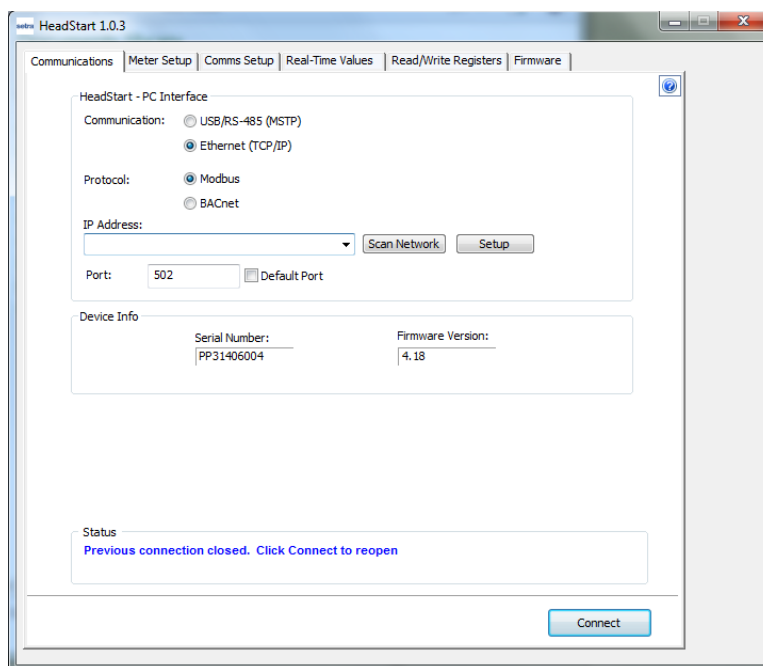 setra HeadStart 1.0.3
Communications Meter Setup Comms Setup Real-Time Values Read/Write Registers Firmware
HeadStart - PC Interface
Communication: USB/RS-485 (MSTP)
Ethernet (TCP/IP)
Protocol: Modbus
BACnet
IP Address:
Scan Network Setup
Port: 502 Default Port
Device Info
Serial Number: Firmware Version:
PP31406004 4.18
Status
Previous connection closed. Click Connect to reopen
Connect